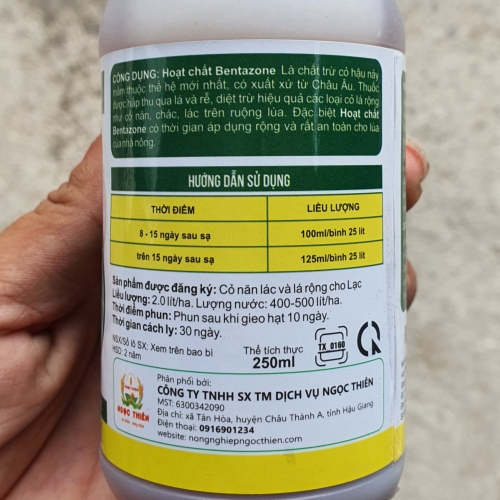 CÔNG DỤNG: Hoạt chất Bentazone Là chất trừ cỏ hậu nảy
mầm thuộc thế hệ mới nhất, có xuất xứ từ Châu Âu. Thuốc
được hấp thu qua lá và rễ, diệt trừ hiệu quả các loại cỏ lá rộng
như cỏ năn, chác, lác trên ruộng lúa. Đặc biệt Hoạt chất
Bentazone có thời gian áp dụng rộng và rất an toàn cho lúa
của nhà nông.
HƯỚNG DẪN SỬ DỤNG
THỜI ĐIỂM LIỀU LƯỢNG
8 - 15 ngày sau sạ 100ml/bình 25 lít
trên 15 ngày sau sạ 125ml/bình 25 lít
Sản phẩm được đăng ký: Cỏ năn lác và lá rộng cho Lạc
Liều lượng: 2.0 lít/ha. Lượng nước: 400-500 lít/ha.
Thời điểm phun: Phun sau khi gieo hạt 10 ngày.
Thời gian cách ly: 30 ngày.
NSX/Số lô SX: Xem trên bao bì
HSD: 2 năm
Thể tích thực
250ml
TX 0160
Phân phối bởi:
CÔNG TY TNHH SX TM DỊCH VỤ NGỌC THIÊN
MST: 6300342090
Địa chỉ: xã Tân Hòa, huyện Châu Thành A, tỉnh Hậu Giang
Điện thoại: 0916901234
website: nongnghiepngocthien.com
NGỌC THIÊN